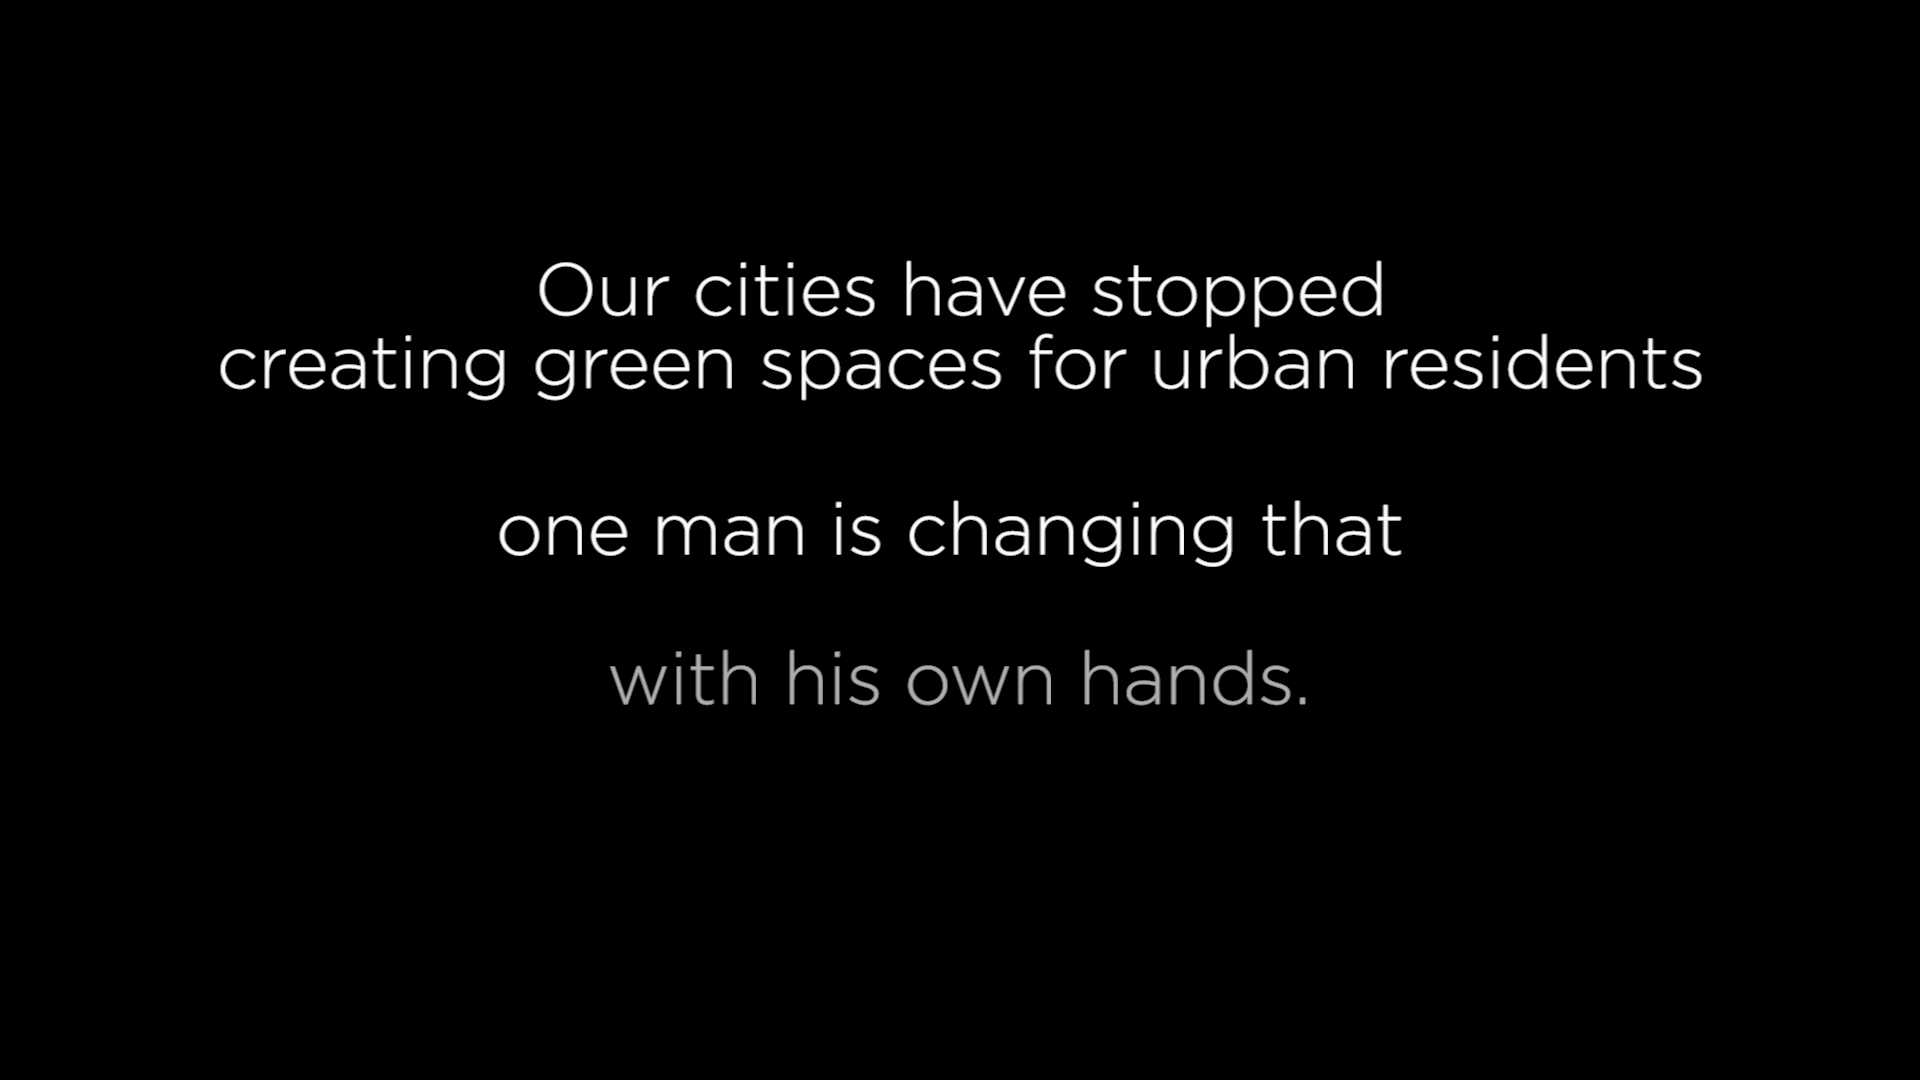 Our cities have stopped
creating green spaces for urban residents
one man is changing that
with his own hands.